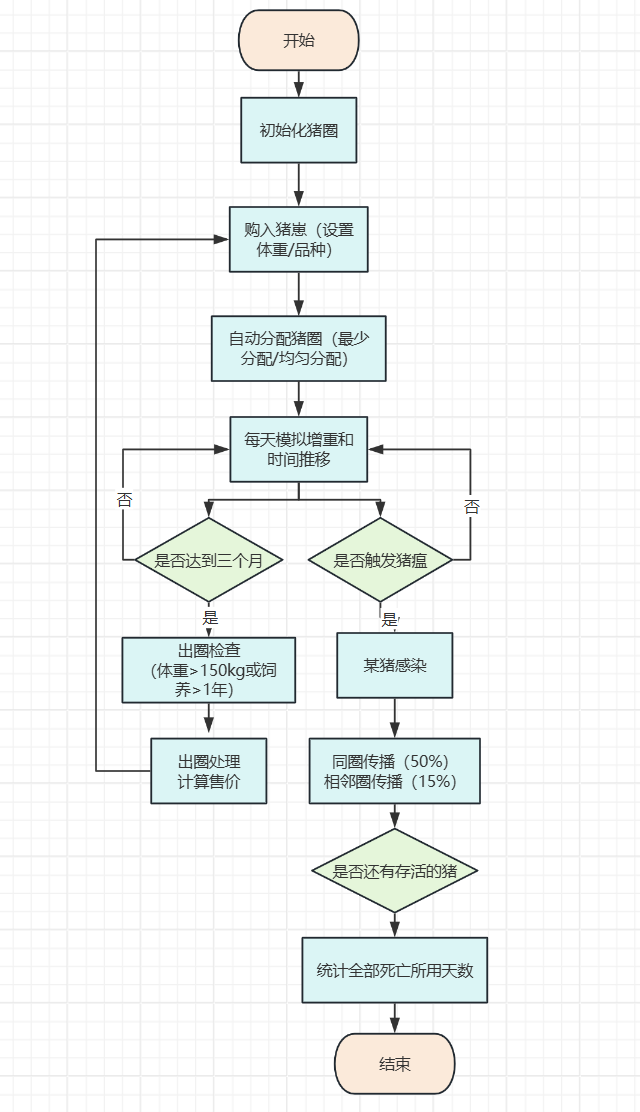 开始
初始化猪圈
购入猪崽（设置
体重/品种）
自动分配猪圈（最少
分配/均匀分配）
每天模拟增重和
时间推移
否
否
是否达到三个月
是否触发猪瘟
是
是
出圈检查
（体重>150kg或饲
养>1年）
某猪感染
出圈处理
计算售价
同圈传播（50%）
相邻圈传播（15%）
是否还有存活的猪
统计全部死亡所用天数
结束